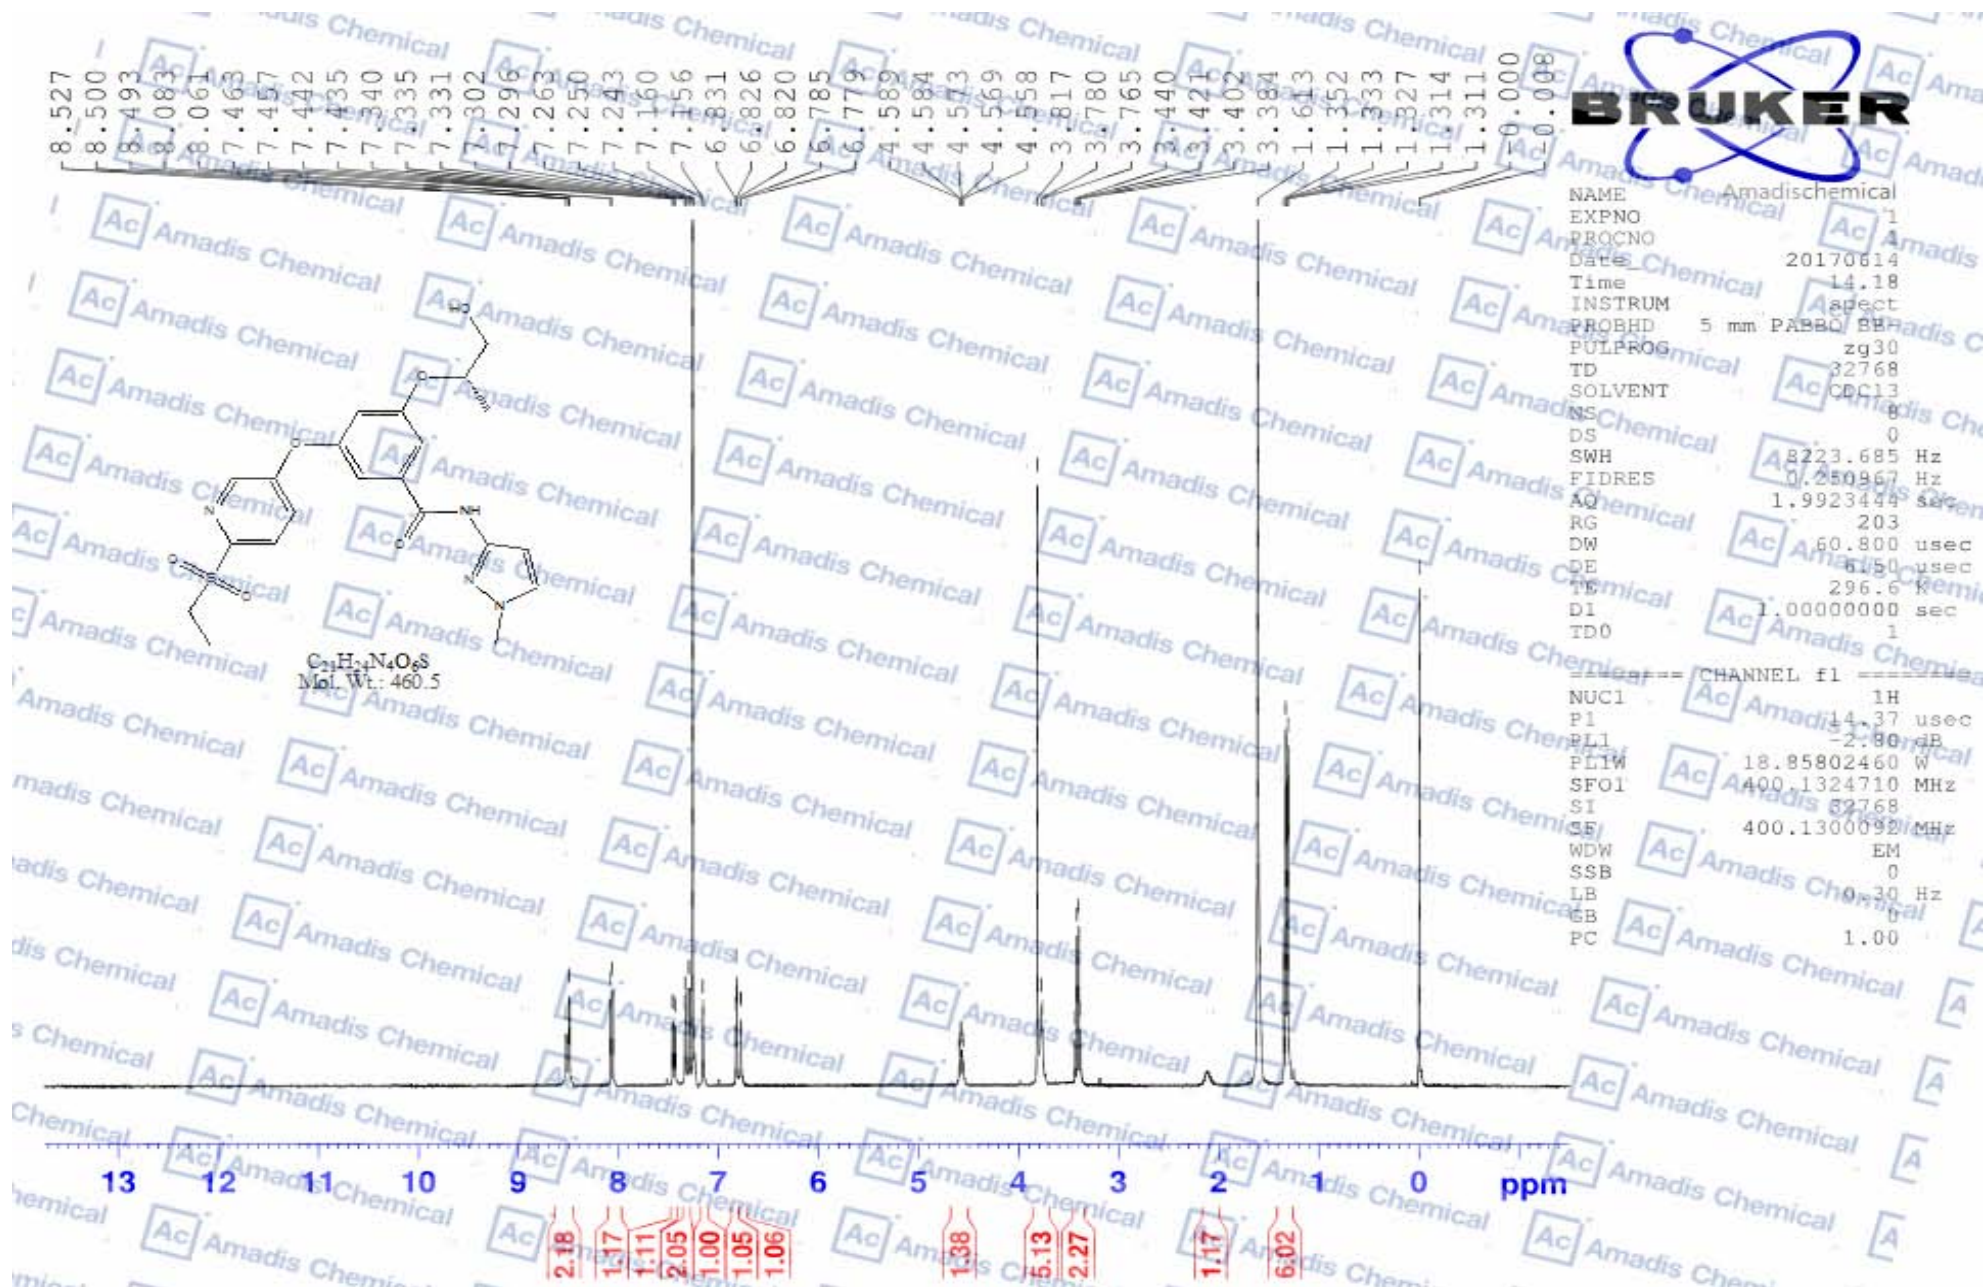 8.527
8.500
8.493
8.083
8.061
7.463
7.457
7.442
7.435
7.340
7.335
7.331
7.302
7.296
7.263
7.250
7.243
7.160
7.156
6.831
6.826
6.820
6.785
6.779
4.589
4.584
4.573
4.569
4.558
3.817
3.780
3.765
3.440
3.421
3.402
3.384
1.613
1.352
1.333
1.327
1.314
1.311
-0.000
-0.008
BRUKER
NAME Amadischemical
EXPNO 1
PROCNO 1
Date_ 20170614
Time 14.18
INSTRUM spect
PROBHD 5 mm PABBO BB-
PULPROG zg30
TD 32768
SOLVENT CDCl3
NS 8
DS 0
SWH 8223.685 Hz
FIDRES 0.250967 Hz
AQ 1.9923444 sec
RG 203
DW 60.800 usec
DE 6.50 usec
TE 296.6 K
D1 1.00000000 sec
TD0 1
======== CHANNEL f1 ========
NUC1 1H
P1 14.37 usec
PL1 -2.80 dB
PL1W 18.85802460 W
SFO1 400.1324710 MHz
SI 32768
SF 400.1300092 MHz
WDW EM
SSB 0
LB 0.30 Hz
GB 0
PC 1.00
HO
O
O
N
O
NH
O
S
O
N
N
C21H24N4O6S
Mol. Wt.: 460.5
13 12 11 10 9 8 7 6 5 4 3 2 1 0 ppm
2.18
1.17
1.11
2.05
1.00
1.05
1.06
1.38
5.13
2.27
1.17
6.02
Ac Amadis Chemical